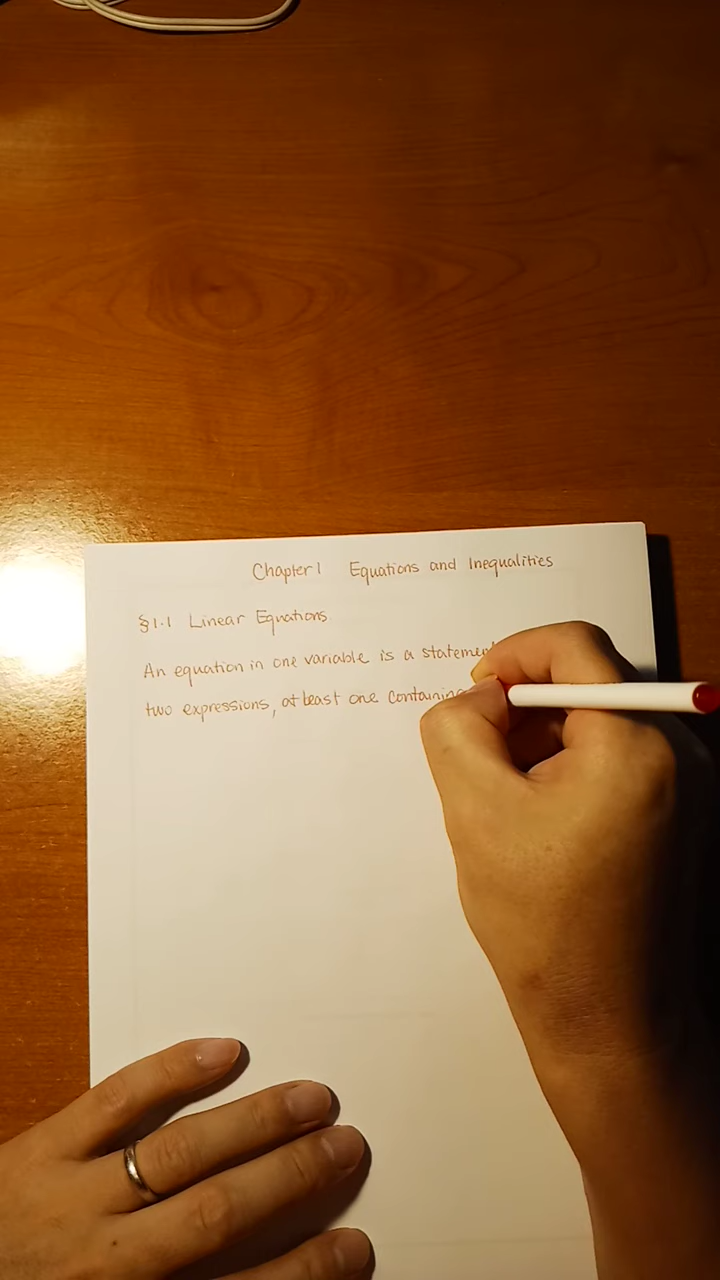 Chapter 1 Equations and Inequalities
§1.1 Linear Equations
An equation in one variable is a
two expressions, at least one containing